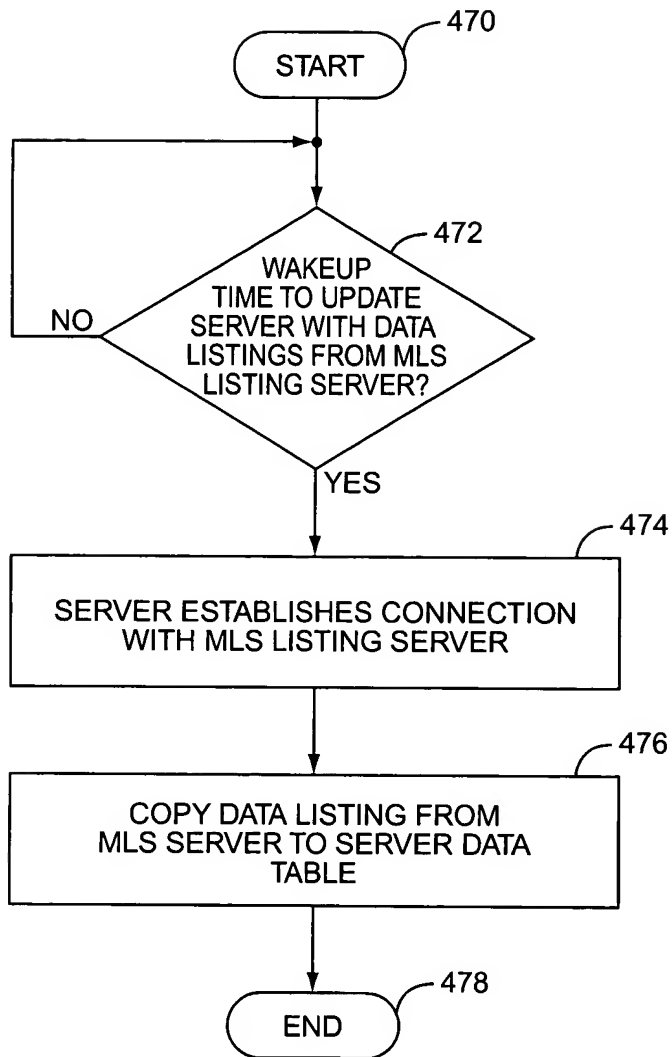 470
START
472
WAKEUP
TIME TO UPDATE
SERVER WITH DATA
LISTINGS FROM MLS
LISTING SERVER?
NO
YES
474
SERVER ESTABLISHES CONNECTION
WITH MLS LISTING SERVER
476
COPY DATA LISTING FROM
MLS SERVER TO SERVER DATA
TABLE
478
END